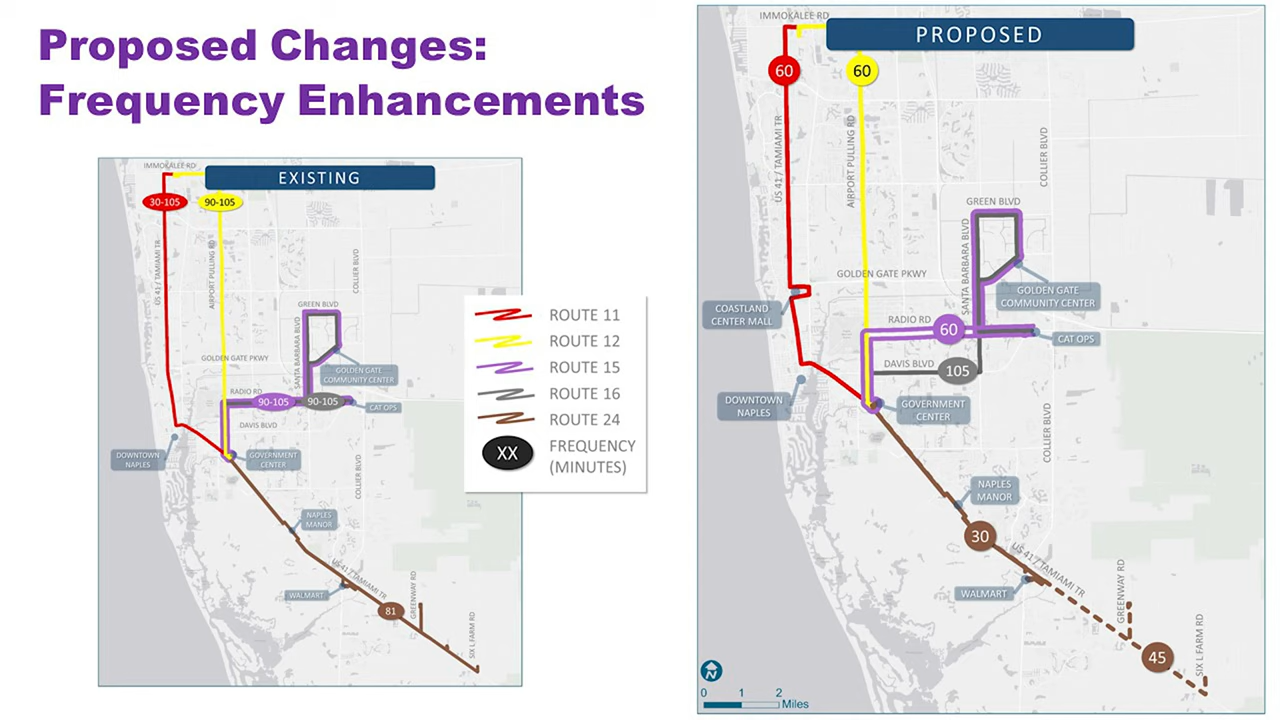 Proposed Changes:
Frequency Enhancements
EXISTING
IMMOKALEE RD
30-105
90-105
US 41 / TAMIAMI TR
AIRPORT PULLING RD
COLLIER BLVD
GREEN BLVD
SANTA BARBARA BLVD
GOLDEN GATE PKWY
GOLDEN GATE
COMMUNITY CENTER
RADIO RD
90-105
90-105
CAT OPS
DAVIS BLVD
DOWNTOWN
NAPLES
GOVERNMENT
CENTER
COLLIER BLVD
NAPLES
MANOR
US 41 / TAMIAMI TR
WALMART
81
GREENWAY RD
SIX L FARM RD
ROUTE 11
ROUTE 12
ROUTE 15
ROUTE 16
ROUTE 24
XX
FREQUENCY
(MINUTES)
PROPOSED
IMMOKALEE RD
60
60
US 41 / TAMIAMI TR
AIRPORT PULLING RD
COLLIER BLVD
GREEN BLVD
SANTA BARBARA BLVD
GOLDEN GATE PKWY
GOLDEN GATE
COMMUNITY CENTER
COASTLAND
CENTER MALL
RADIO RD
60
CAT OPS
DAVIS BLVD
105
DOWNTOWN
NAPLES
GOVERNMENT
CENTER
COLLIER BLVD
NAPLES
MANOR
30
US 41 / TAMIAMI TR
WALMART
GREENWAY RD
SIX L FARM RD
45
N
0 1 2
Miles